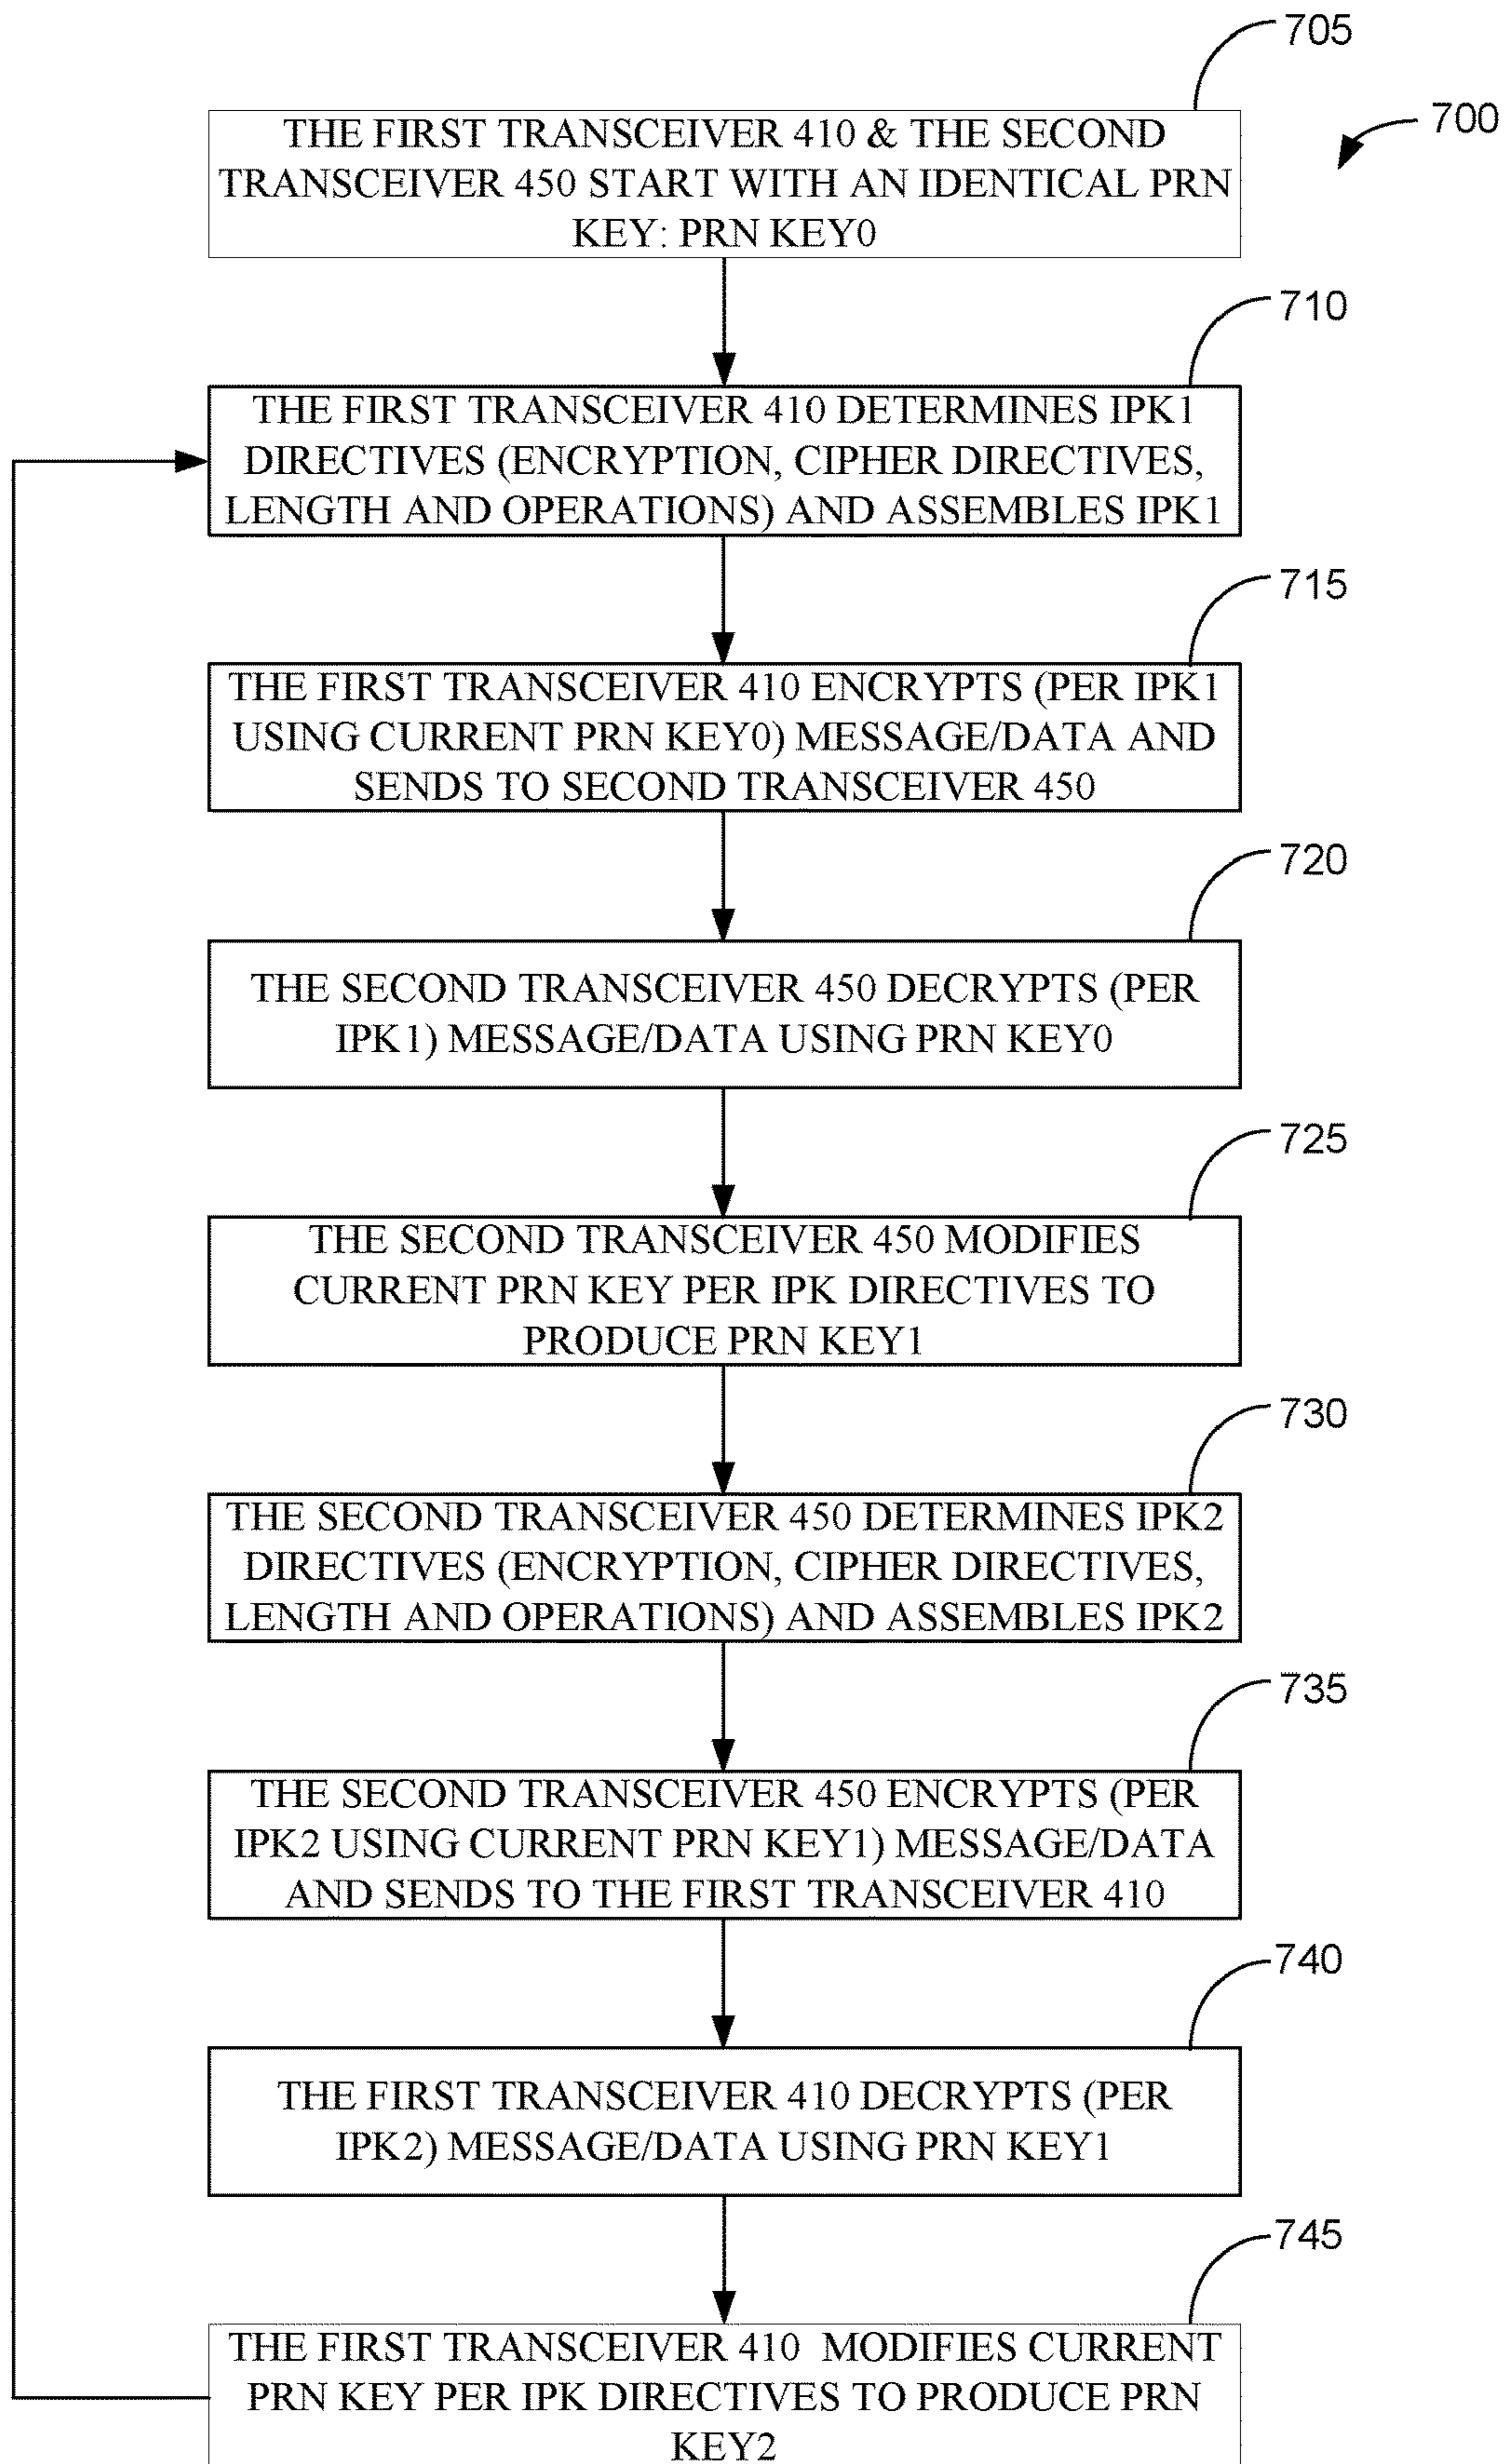 705
700
THE FIRST TRANSCEIVER 410 & THE SECOND
TRANSCEIVER 450 START WITH AN IDENTICAL PRN
KEY: PRN KEY0
710
THE FIRST TRANSCEIVER 410 DETERMINES IPK1
DIRECTIVES (ENCRYPTION, CIPHER DIRECTIVES,
LENGTH AND OPERATIONS) AND ASSEMBLES IPK1
715
THE FIRST TRANSCEIVER 410 ENCRYPTS (PER IPK1
USING CURRENT PRN KEY0) MESSAGE/DATA AND
SENDS TO SECOND TRANSCEIVER 450
720
THE SECOND TRANSCEIVER 450 DECRYPTS (PER
IPK1) MESSAGE/DATA USING PRN KEY0
725
THE SECOND TRANSCEIVER 450 MODIFIES
CURRENT PRN KEY PER IPK DIRECTIVES TO
PRODUCE PRN KEY1
730
THE SECOND TRANSCEIVER 450 DETERMINES IPK2
DIRECTIVES (ENCRYPTION, CIPHER DIRECTIVES,
LENGTH AND OPERATIONS) AND ASSEMBLES IPK2
735
THE SECOND TRANSCEIVER 450 ENCRYPTS (PER
IPK2 USING CURRENT PRN KEY1) MESSAGE/DATA
AND SENDS TO THE FIRST TRANSCEIVER 410
740
THE FIRST TRANSCEIVER 410 DECRYPTS (PER
IPK2) MESSAGE/DATA USING PRN KEY1
745
THE FIRST TRANSCEIVER 410 MODIFIES CURRENT
PRN KEY PER IPK DIRECTIVES TO PRODUCE PRN
KEY2